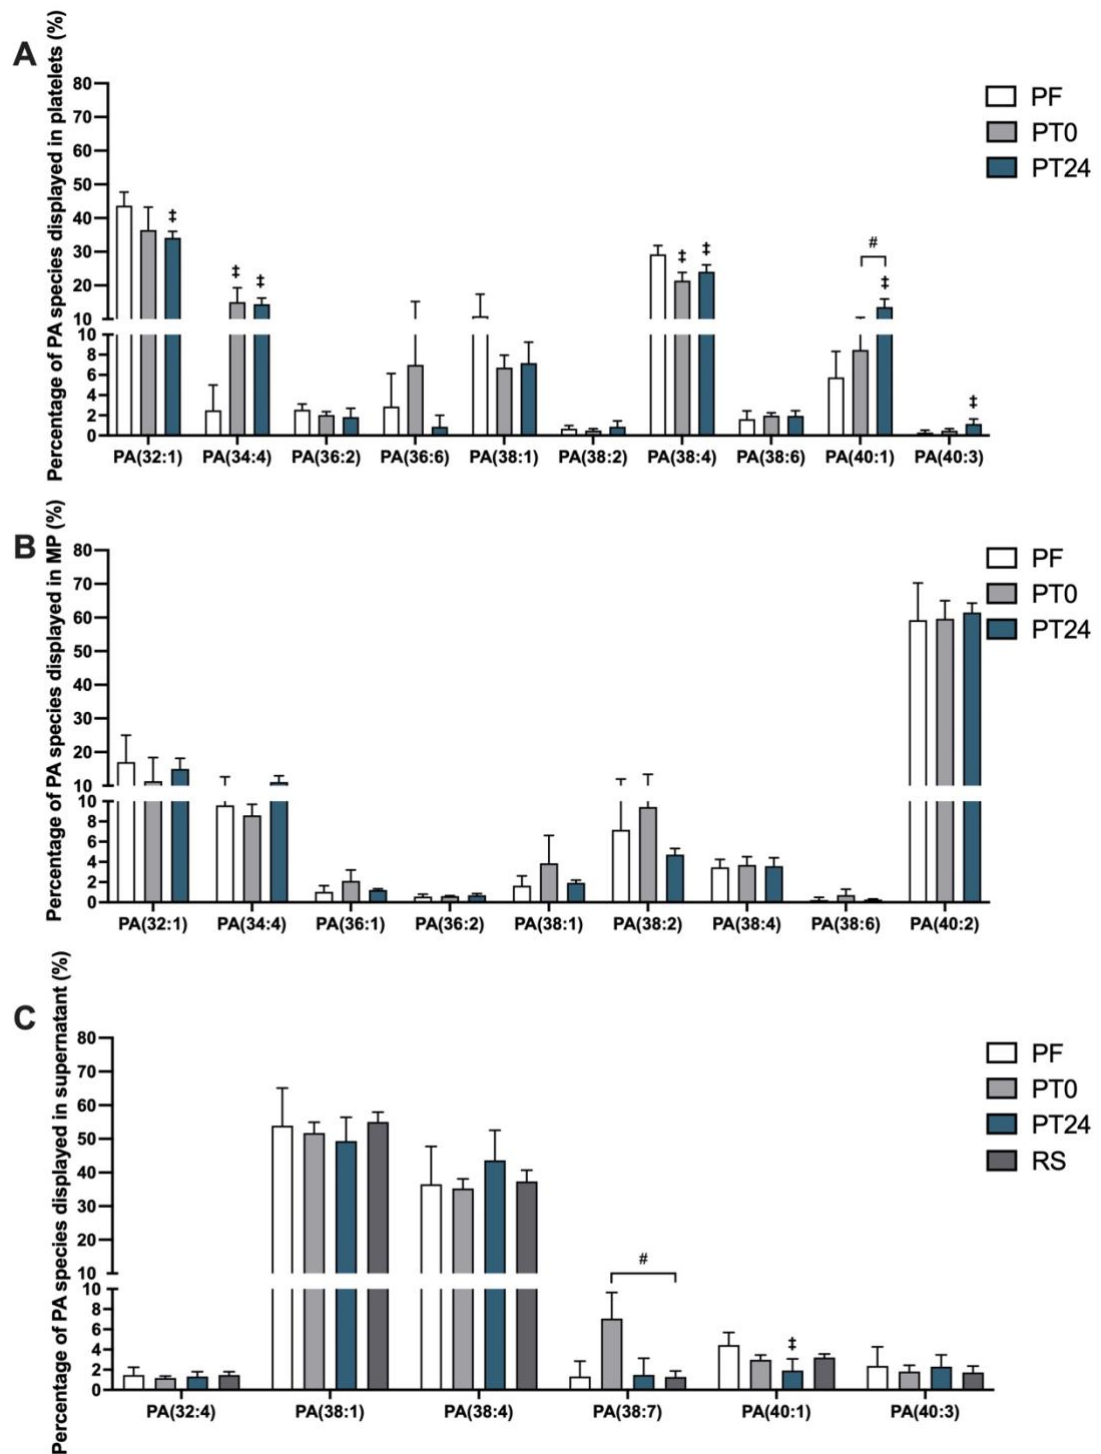 A
Percentage of PA species displayed in platelets (%)
80
70
60
50
40
30
20
10
10
8
6
4
2
0
‡
‡
‡
‡
‡
#
‡
‡
PA(32:1) PA(34:4) PA(36:2) PA(36:6) PA(38:1) PA(38:2) PA(38:4) PA(38:6) PA(40:1) PA(40:3)
PF
PT0
PT24
B
Percentage of PA species displayed in MP (%)
80
70
60
50
40
30
20
10
10
8
6
4
2
0
PA(32:1) PA(34:4) PA(36:1) PA(36:2) PA(38:1) PA(38:2) PA(38:4) PA(38:6) PA(40:2)
PF
PT0
PT24
C
Percentage of PA species displayed in supernatant (%)
80
70
60
50
40
30
20
10
10
8
6
4
2
0
#
‡
PA(32:4) PA(38:1) PA(38:4) PA(38:7) PA(40:1) PA(40:3)
PF
PT0
PT24
RS